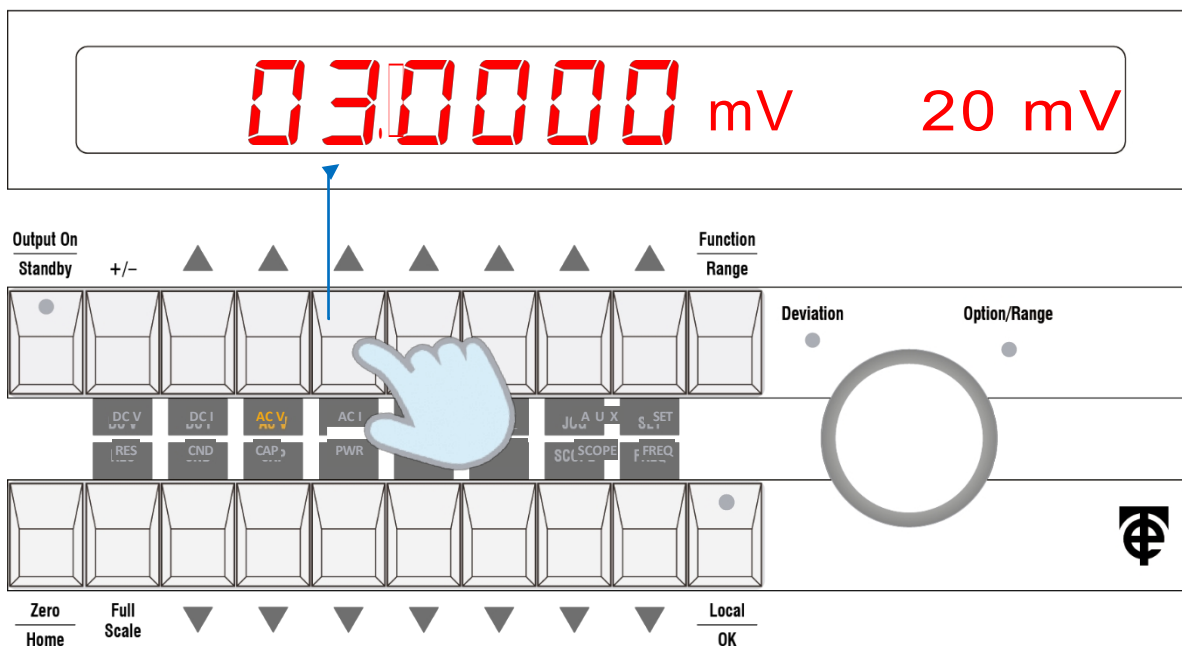 03.0000 mV 20 mV
Output On
Standby
+/−
Function
Range
Deviation
Option/Range
DC V DC I AC V AC I AUX SET
RES CND CAP PWR SCOPE FREQ
Zero
Home
Full
Scale
Local
OK